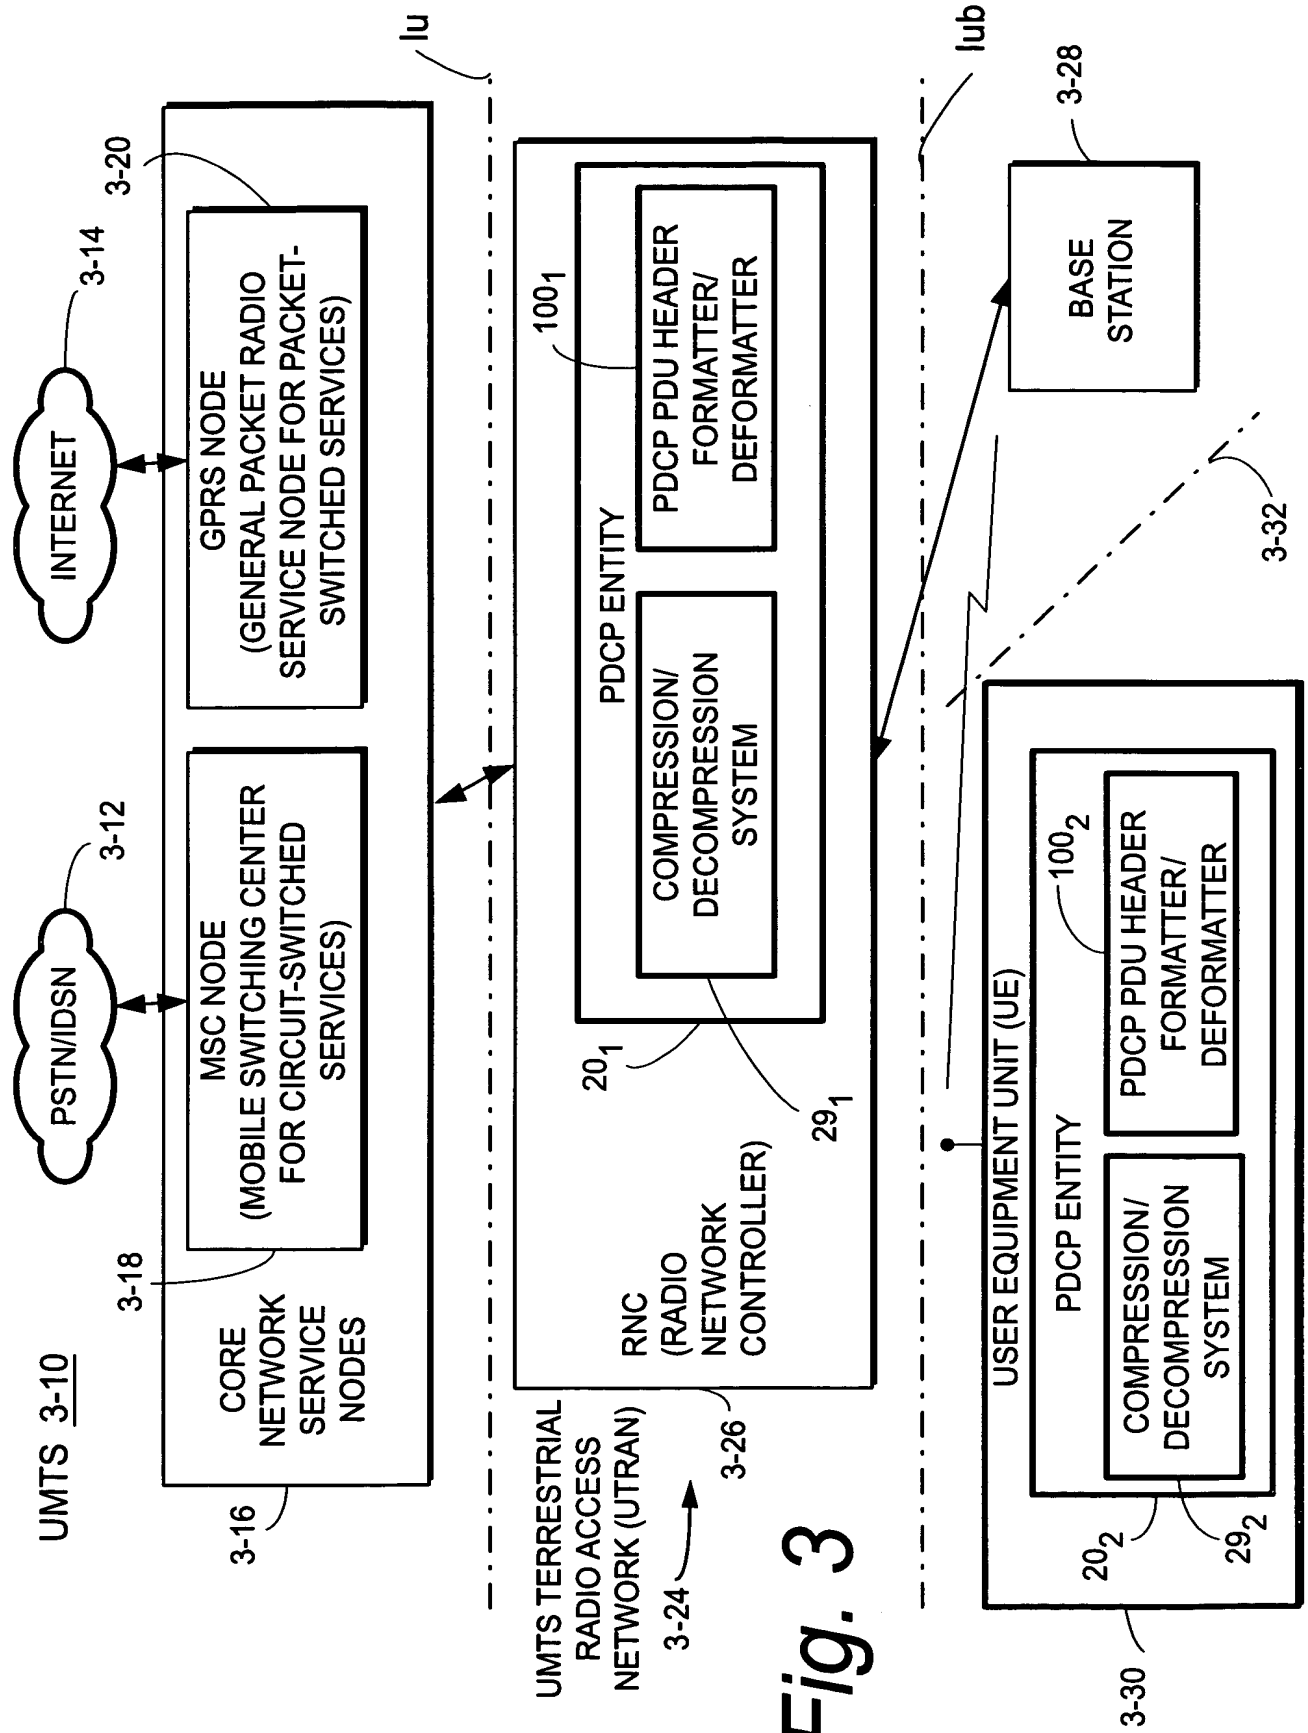 UMTS 3-10
PSTN/IDSN
3-12
INTERNET
3-14
3-16
CORE
NETWORK
SERVICE
NODES
3-18
MSC NODE
(MOBILE SWITCHING CENTER
FOR CIRCUIT-SWITCHED
SERVICES)
3-20
GPRS NODE
(GENERAL PACKET RADIO
SERVICE NODE FOR PACKET-
SWITCHED SERVICES)
Iu
UMTS TERRESTRIAL
RADIO ACCESS
NETWORK (UTRAN)
3-24
3-26
RNC
(RADIO
NETWORK
CONTROLLER)
20₁
29₁
PDCP ENTITY
COMPRESSION/
DECOMPRESSION
SYSTEM
100₁
PDCP PDU HEADER
FORMATTER/
DEFORMATTER
Iub
3-28
BASE
STATION
3-32
USER EQUIPMENT UNIT (UE)
PDCP ENTITY
COMPRESSION/
DECOMPRESSION
SYSTEM
100₂
PDCP PDU HEADER
FORMATTER/
DEFORMATTER
20₂
29₂
3-30
Fig. 3